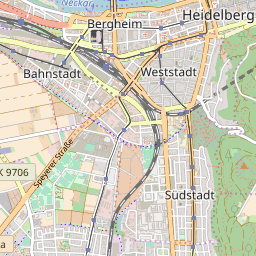 Neckar
Heidelberg
Bergheim
Bahnstadt
Weststadt
K 9706
Speyerer Straße
Südstadt
a